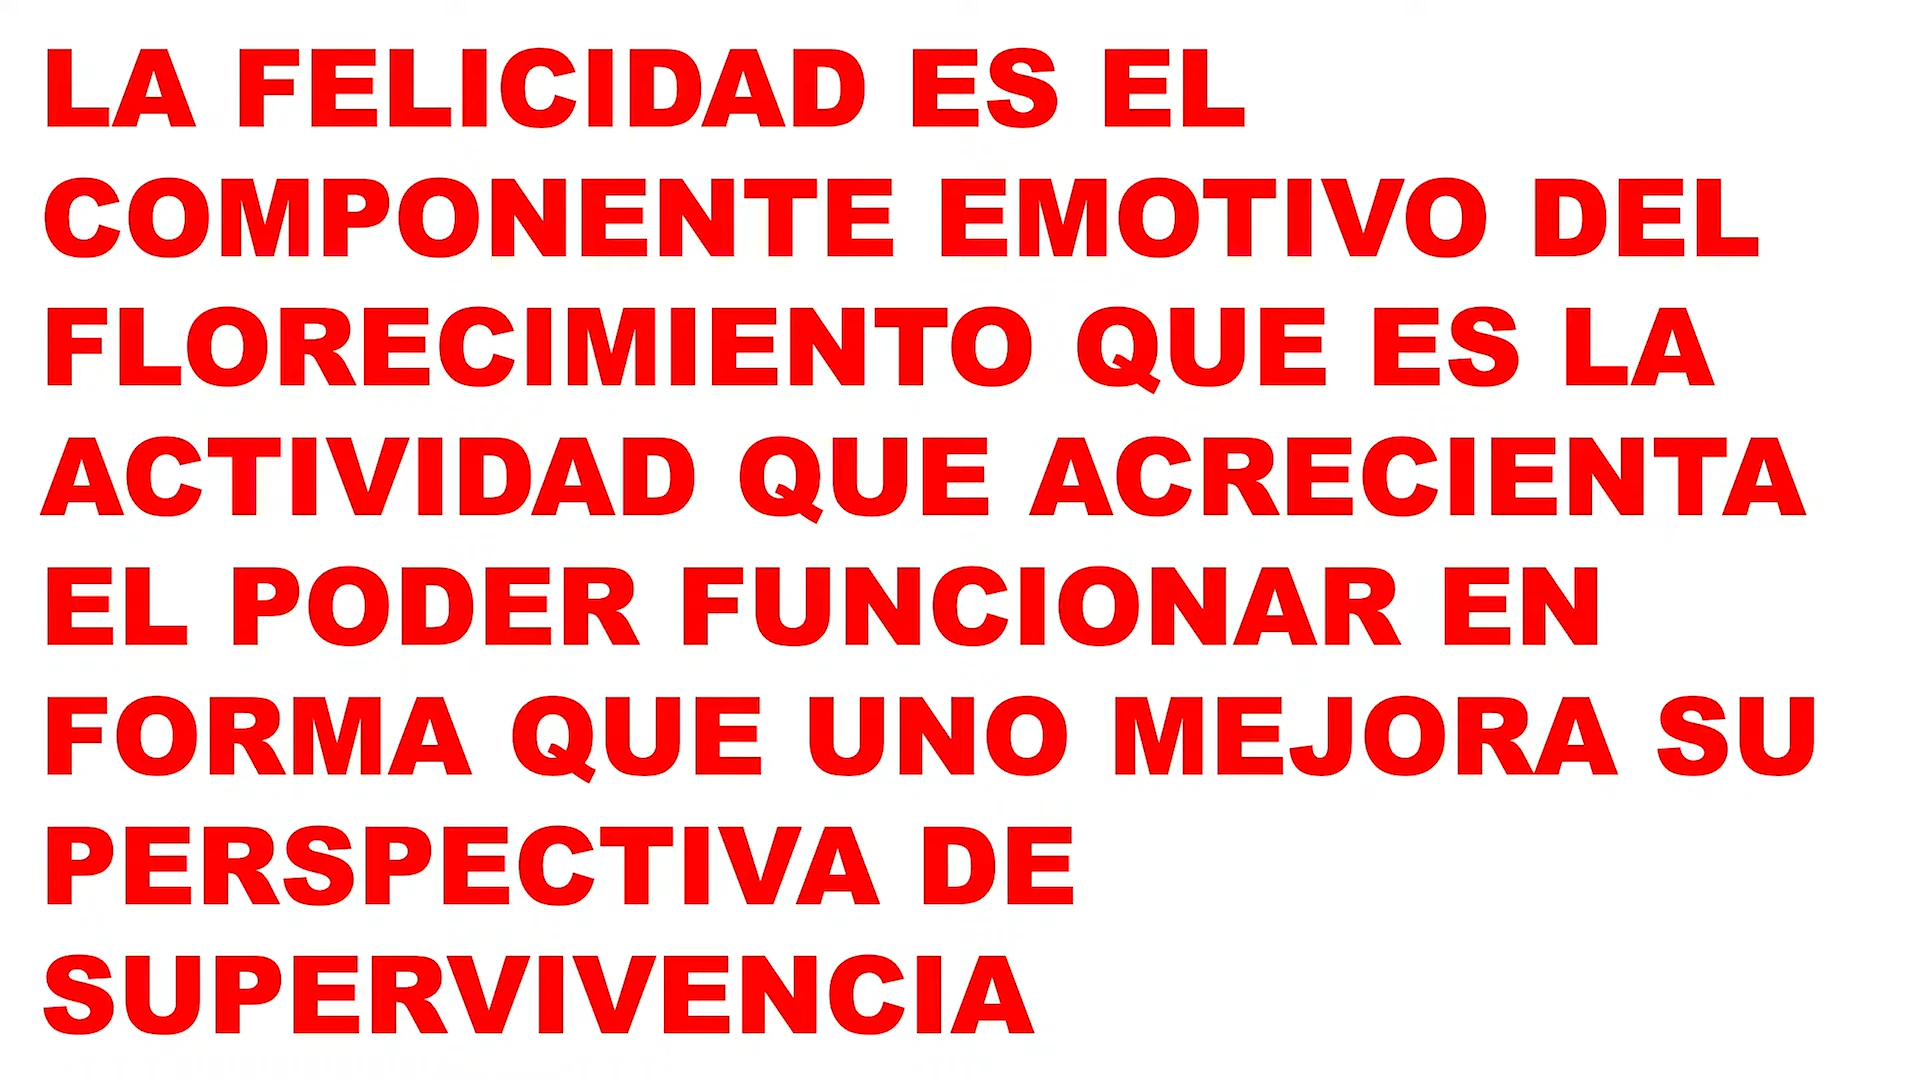 LA FELICIDAD ES EL
COMPONENTE EMOTIVO DEL
FLORECIMIENTO QUE ES LA
ACTIVIDAD QUE ACRECIENTA
EL PODER FUNCIONAR EN
FORMA QUE UNO MEJORA SU
PERSPECTIVA DE
SUPERVIVENCIA